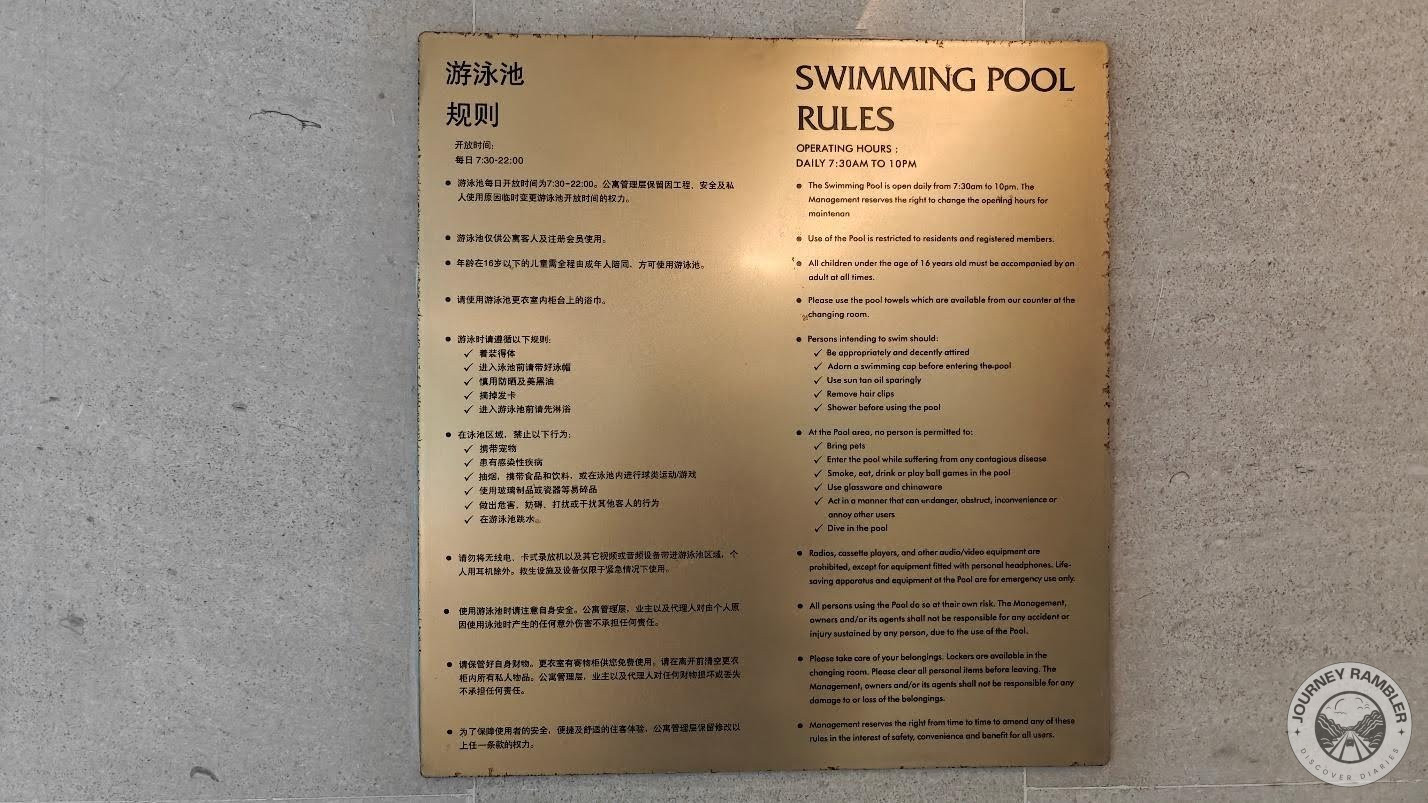 游泳池
规则
开放时间:
每日 7:30-22:00
● 游泳池每日开放时间为7:30-22:00。公寓管理层保留因工程、安全及私
人使用原因临时变更游泳池开放时间的权力。
● 游泳池仅供公寓客人及注册会员使用。
● 年龄在16岁以下的儿童需全程由成年人陪同，方可使用游泳池。
● 请使用游泳池更衣室内柜台上的浴巾。
● 游泳时请遵循以下规则:
✓ 着装得体
✓ 进入泳池前请带好泳帽
✓ 慎用防晒及美黑油
✓ 摘掉发卡
✓ 进入游泳池前请先淋浴
● 在泳池区域，禁止以下行为:
✓ 携带宠物
✓ 患有感染性疾病
✓ 抽烟，携带食品和饮料，或在泳池内进行球类运动/游戏
✓ 使用玻璃制品或瓷器等易碎品
✓ 做出危害、妨碍、打扰或干扰其他客人的行为
✓ 在游泳池跳水。
● 请勿将无线电、卡式录放机以及其它视频或音频设备带进游泳池区域，个
人用耳机除外。救生设施及设备仅限于紧急情况下使用。
● 使用游泳池时请注意自身安全。公寓管理层，业主以及代理人对由个人原
因使用泳池时产生的任何意外伤害不承担任何责任。
● 请保管好自身财物。更衣室有寄物柜供您免费使用。请在离开前清空更衣
柜内所有私人物品。公寓管理层，业主以及代理人对任何财物损坏或丢失
不承担任何责任。
● 为了保障使用者的安全，便捷及舒适的住客体验，公寓管理层保留修改以
上任一条款的权力。
SWIMMING POOL
RULES
OPERATING HOURS :
DAILY 7:30AM TO 10PM
● The Swimming Pool is open daily from 7:30am to 10pm. The
Management reserves the right to change the opening hours for
maintenan
● Use of the Pool is restricted to residents and registered members.
● All children under the age of 16 years old must be accompanied by an
adult at all times.
● Please use the pool towels which are available from our counter at the
changing room.
● Persons intending to swim should:
✓ Be appropriately and decently attired
✓ Adorn a swimming cap before entering the pool
✓ Use sun tan oil sparingly
✓ Remove hair clips
✓ Shower before using the pool
● At the Pool area, no person is permitted to:
✓ Bring pets
✓ Enter the pool while suffering from any contagious disease
✓ Smoke, eat, drink or play ball games in the pool
✓ Use glassware and chinaware
✓ Act in a manner that can endanger, obstruct, inconvenience or
annoy other users
✓ Dive in the pool
● Radios, cassette players, and other audio/video equipment are
prohibited, except for equipment fitted with personal headphones. Life-
saving apparatus and equipment at the Pool are for emergency use only.
● All persons using the Pool do so at their own risk. The Management,
owners and/or its agents shall not be responsible for any accident or
injury sustained by any person, due to the use of the Pool.
● Please take care of your belongings. Lockers are available in the
changing room. Please clear all personal items before leaving. The
Management, owners and/or its agents shall not be responsible for any
damage to or loss of the belongings.
● Management reserves the right from time to time to amend any of these
rules in the interest of safety, convenience and benefit for all users.
JOURNEY RAMBLER
DISCOVER DIARIES